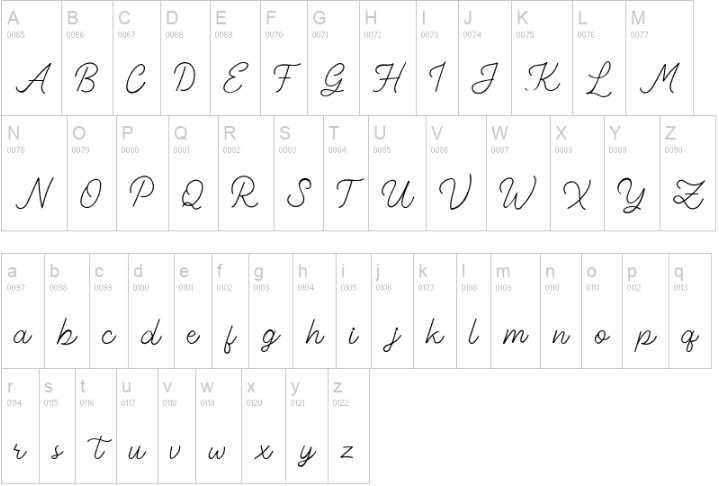 A B C D E F G H I J K L M
0065 0066 0067 0068 0069 0070 0071 0072 0073 0074 0075 0076 0077
A B C D E F G H I J K L M
N O P Q R S T U V W X Y Z
0078 0079 0080 0081 0082 0083 0084 0085 0086 0087 0088 0089 0090
N O P Q R S T U V W X Y Z
a b c d e f g h i j k l m n o p q
0097 0098 0099 0100 0101 0102 0103 0104 0105 0106 0107 0108 0109 0110 0111 0112 0113
a b c d e f g h i j k l m n o p q
r s t u v w x y z
0114 0115 0116 0117 0118 0119 0120 0121 0122
r s t u v w x y z